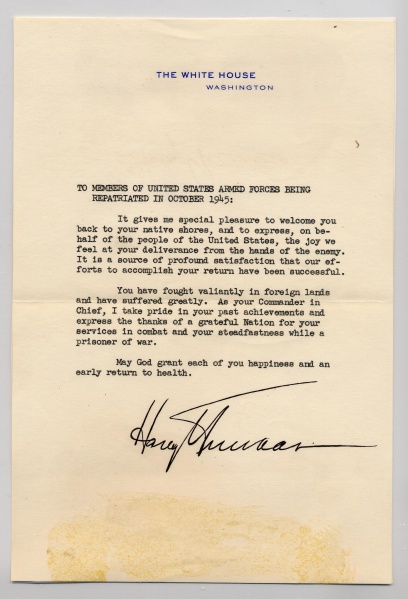 THE WHITE HOUSE
WASHINGTON
TO MEMBERS OF UNITED STATES ARMED FORCES BEING
REPATRIATED IN OCTOBER 1945:
It gives me special pleasure to welcome you
back to your native shores, and to express, on be-
half of the people of the United States, the joy we
feel at your deliverance from the hands of the enemy.
It is a source of profound satisfaction that our ef-
forts to accomplish your return have been successful.
You have fought valiantly in foreign lands
and have suffered greatly. As your Commander in
Chief, I take pride in your past achievements and
express the thanks of a grateful Nation for your
services in combat and your steadfastness while a
prisoner of war.
May God grant each of you happiness and an
early return to health.
Harry Truman